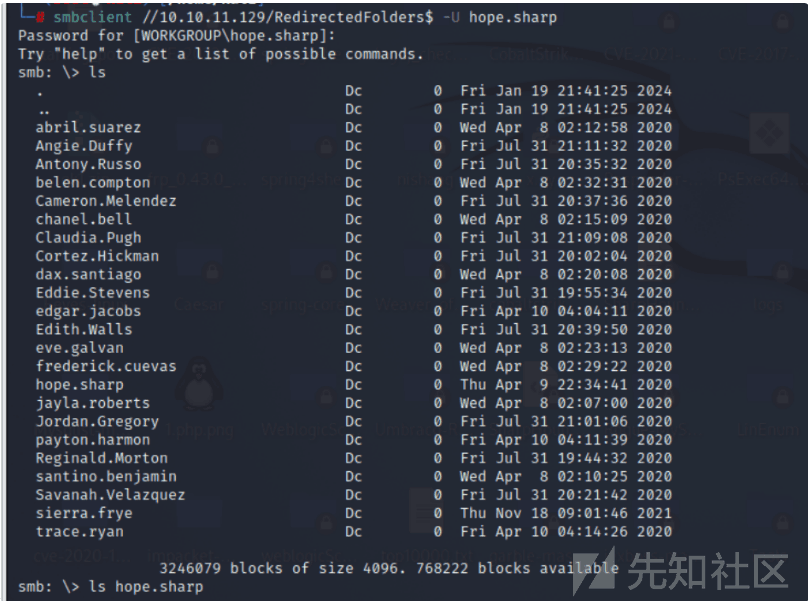 └─# smbclient //10.10.11.129/RedirectedFolders$ -U hope.sharp
Password for [WORKGROUP\hope.sharp]:
Try "help" to get a list of possible commands.
smb: \> ls
  .                                  Dc        0  Fri Jan 19 21:41:25 2024
  ..                                 Dc        0  Fri Jan 19 21:41:25 2024
  abril.suarez                       Dc        0  Wed Apr  8 02:12:58 2020
  Angie.Duffy                        Dc        0  Fri Jul 31 21:11:32 2020
  Antony.Russo                       Dc        0  Fri Jul 31 20:35:32 2020
  belen.compton                      Dc        0  Wed Apr  8 02:32:31 2020
  Cameron.Melendez                   Dc        0  Fri Jul 31 20:37:36 2020
  chanel.bell                        Dc        0  Wed Apr  8 02:15:09 2020
  Claudia.Pugh                       Dc        0  Fri Jul 31 21:09:08 2020
  Cortez.Hickman                     Dc        0  Fri Jul 31 20:02:04 2020
  dax.santiago                       Dc        0  Wed Apr  8 02:20:08 2020
  Eddie.Stevens                      Dc        0  Fri Jul 31 19:55:34 2020
  edgar.jacobs                       Dc        0  Fri Apr 10 04:04:11 2020
  Edith.Walls                        Dc        0  Fri Jul 31 20:39:50 2020
  eve.galvan                         Dc        0  Wed Apr  8 02:23:13 2020
  frederick.cuevas                   Dc        0  Wed Apr  8 02:29:22 2020
  hope.sharp                         Dc        0  Thu Apr  9 22:34:41 2020
  jayla.roberts                      Dc        0  Wed Apr  8 02:07:00 2020
  Jordan.Gregory                     Dc        0  Fri Jul 31 21:01:06 2020
  payton.harmon                      Dc        0  Fri Apr 10 04:11:39 2020
  Reginald.Morton                    Dc        0  Fri Jul 31 19:44:32 2020
  santino.benjamin                   Dc        0  Wed Apr  8 02:10:25 2020
  Savanah.Velazquez                  Dc        0  Fri Jul 31 20:21:42 2020
  sierra.frye                        Dc        0  Thu Nov 18 09:01:46 2021
  trace.ryan                         Dc        0  Fri Apr 10 04:14:26 2020
                3246079 blocks of size 4096. 768222 blocks available
smb: \> ls hope.sharp
先知社区